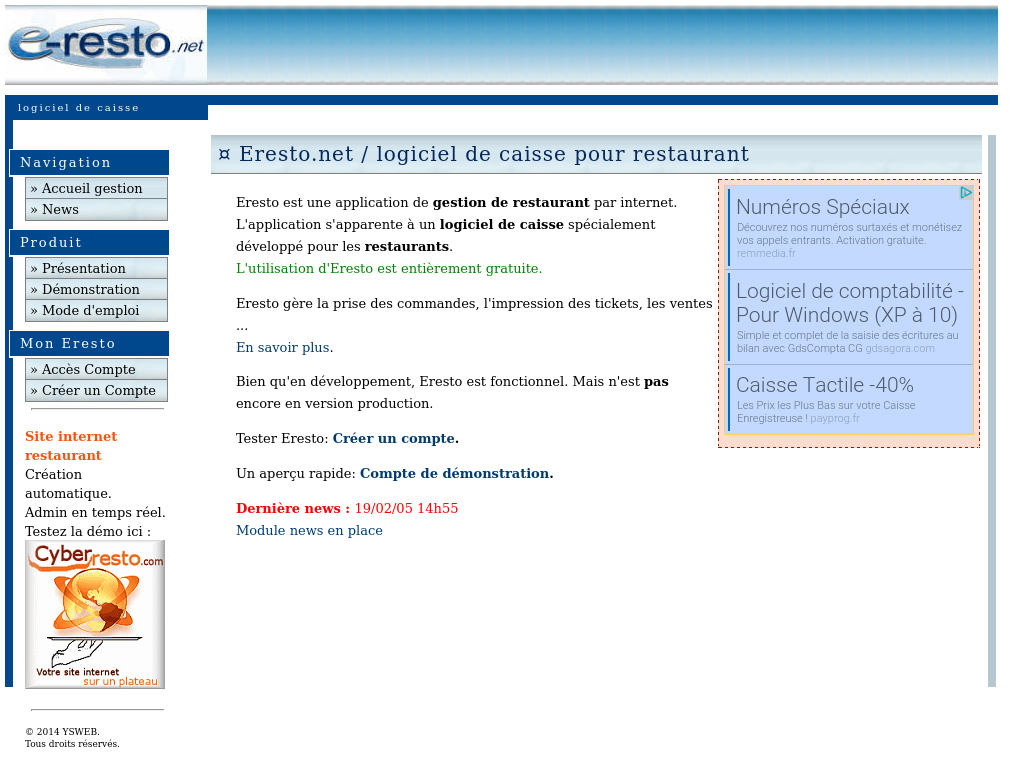 e-resto.net
logiciel de caisse
Navigation
» Accueil gestion
» News
Produit
» Présentation
» Démonstration
» Mode d'emploi
Mon Eresto
» Accès Compte
» Créer un Compte
Site internet
restaurant
Création
automatique.
Admin en temps réel.
Testez la démo ici :
Cyberresto.com
Votre site internet
sur un plateau
© 2014 YSWEB.
Tous droits réservés.
¤ Eresto.net / logiciel de caisse pour restaurant
Eresto est une application de gestion de restaurant par internet.
L'application s'apparente à un logiciel de caisse spécialement
développé pour les restaurants.
L'utilisation d'Eresto est entièrement gratuite.
Eresto gère la prise des commandes, l'impression des tickets, les ventes
...
En savoir plus.
Bien qu'en développement, Eresto est fonctionnel. Mais n'est pas
encore en version production.
Tester Eresto: Créer un compte.
Un aperçu rapide: Compte de démonstration.
Dernière news : 19/02/05 14h55
Module news en place
Numéros Spéciaux
Découvrez nos numéros surtaxés et monétisez
vos appels entrants. Activation gratuite.
remmedia.fr
Logiciel de comptabilité -
Pour Windows (XP à 10)
Simple et complet de la saisie des écritures au
bilan avec GdsCompta CG gdsagora.com
Caisse Tactile -40%
Les Prix les Plus Bas sur votre Caisse
Enregistreuse ! payprog.fr